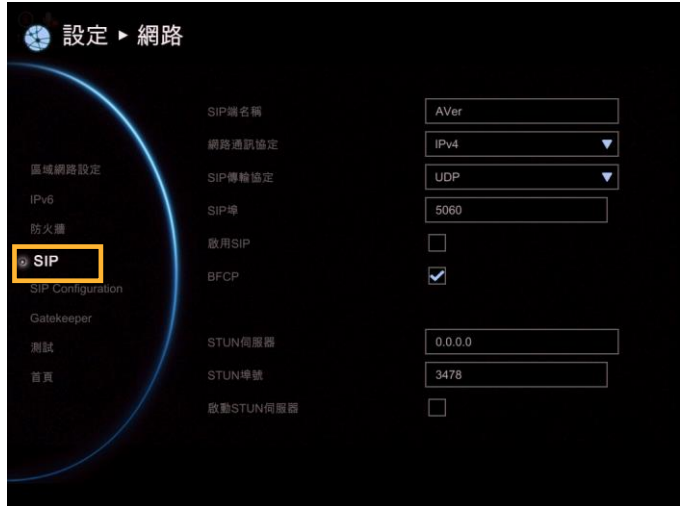 設定 ▸ 網路
SIP端名稱 AVer
網路通訊協定 IPv4
SIP傳輸協定 UDP
SIP埠 5060
啟用SIP
BFCP
STUN伺服器 0.0.0.0
STUN埠號 3478
啟動STUN伺服器
區域網路設定
IPv6
防火牆
SIP
SIP Configuration
Gatekeeper
測試
首頁